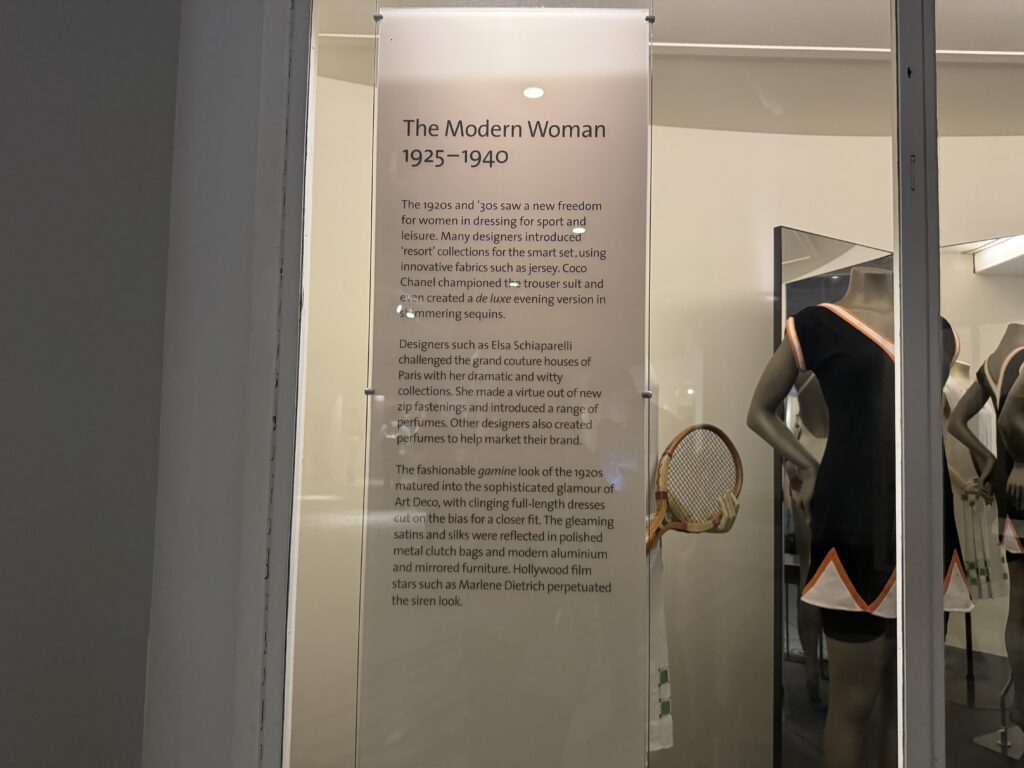 The Modern Woman
1925–1940
The 1920s and ’30s saw a new freedom
for women in dressing for sport and
leisure. Many designers introduced
‘resort’ collections for the smart set, using
innovative fabrics such as jersey. Coco
Chanel championed the trouser suit and
even created a de luxe evening version in
shimmering sequins.
Designers such as Elsa Schiaparelli
challenged the grand couture houses of
Paris with her dramatic and witty
collections. She made a virtue out of new
zip fastenings and introduced a range of
perfumes. Other designers also created
perfumes to help market their brand.
The fashionable gamine look of the 1920s
matured into the sophisticated glamour of
Art Deco, with clinging full-length dresses
cut on the bias for a closer fit. The gleaming
satins and silks were reflected in polished
metal clutch bags and modern aluminium
and mirrored furniture. Hollywood film
stars such as Marlene Dietrich perpetuated
the siren look.